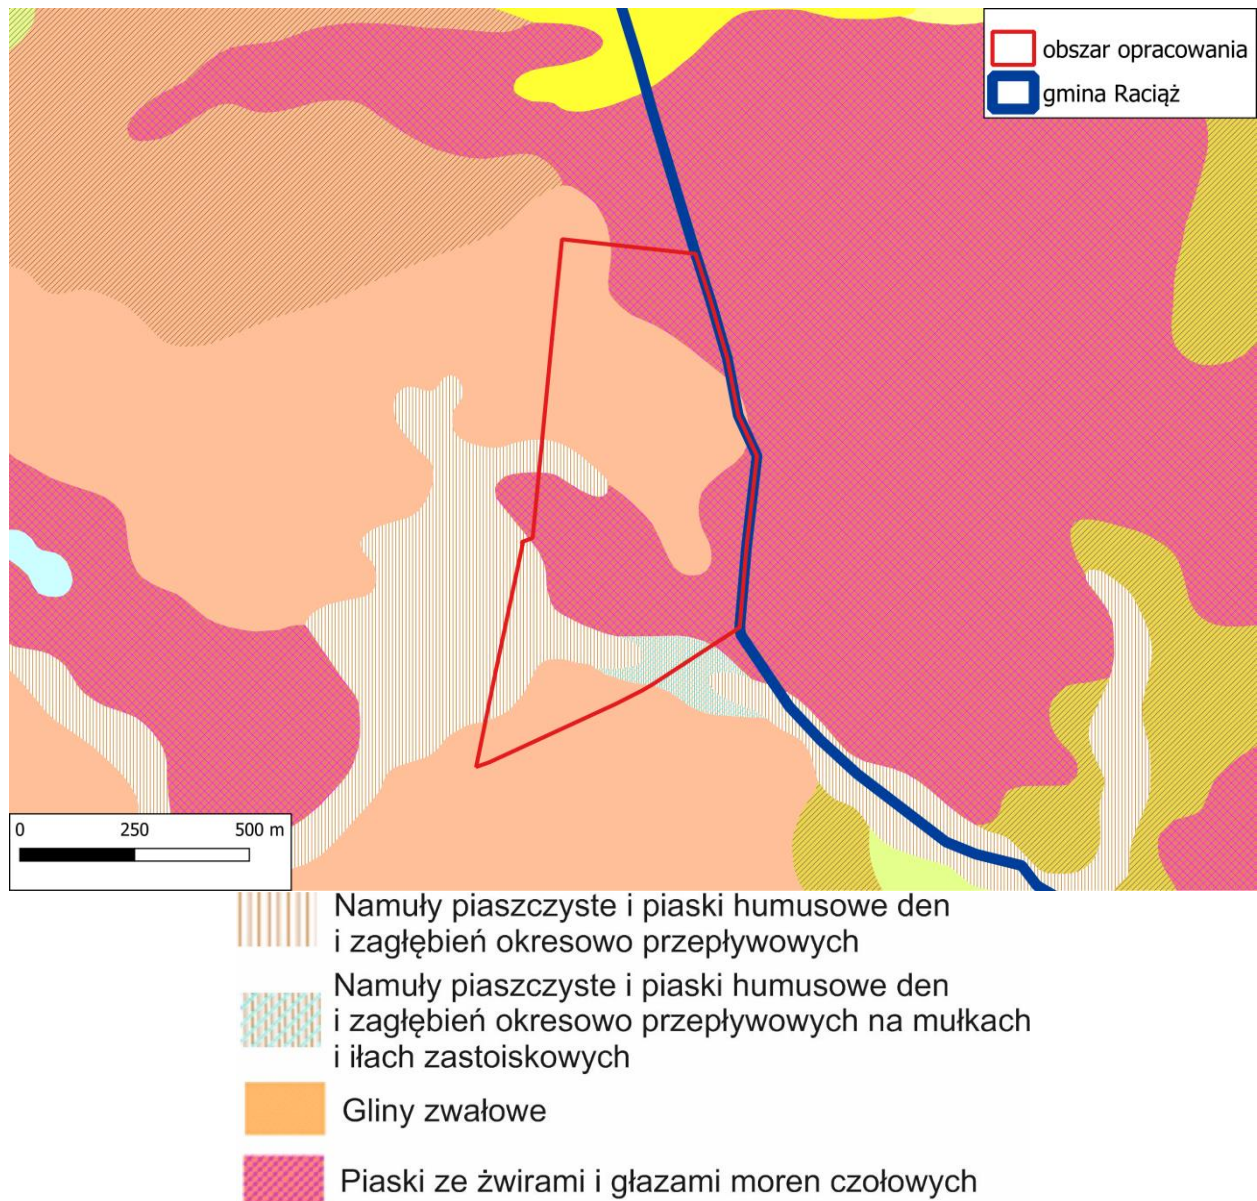 obszar opracowania
gmina Raciąż
0 250 500 m
Namuły piaszczyste i piaski humusowe den
i zagłębień okresowo przepływowych
Namuły piaszczyste i piaski humusowe den
i zagłębień okresowo przepływowych na mułkach
i iłach zastoiskowych
Gliny zwałowe
Piaski ze żwirami i głazami moren czołowych